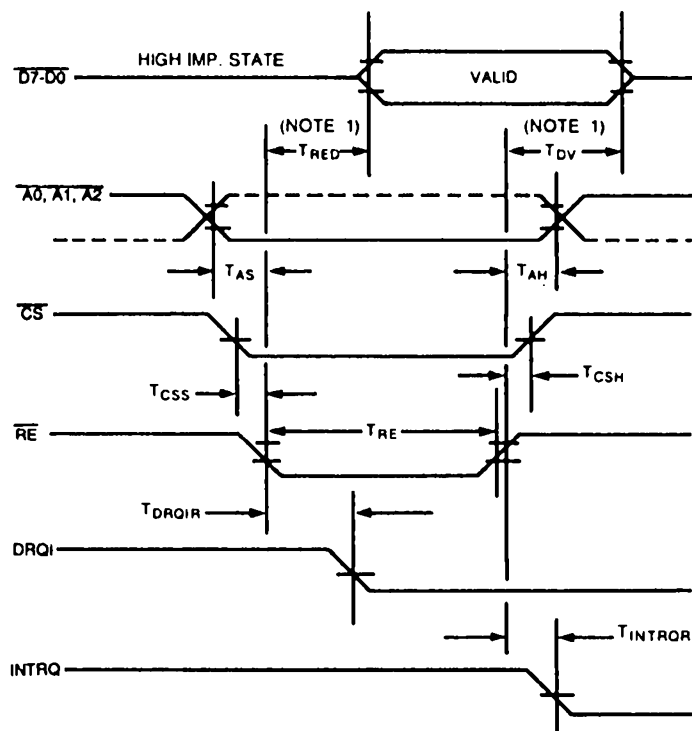 HIGH IMP. STATE
D7-D0
VALID
(NOTE 1) (NOTE 1)
TRED TDV
A0, A1, A2
TAS TAH
CS
TCSS TCSH
RE
TRE
TDRQIR
DRQI
TINTRQR
INTRQ